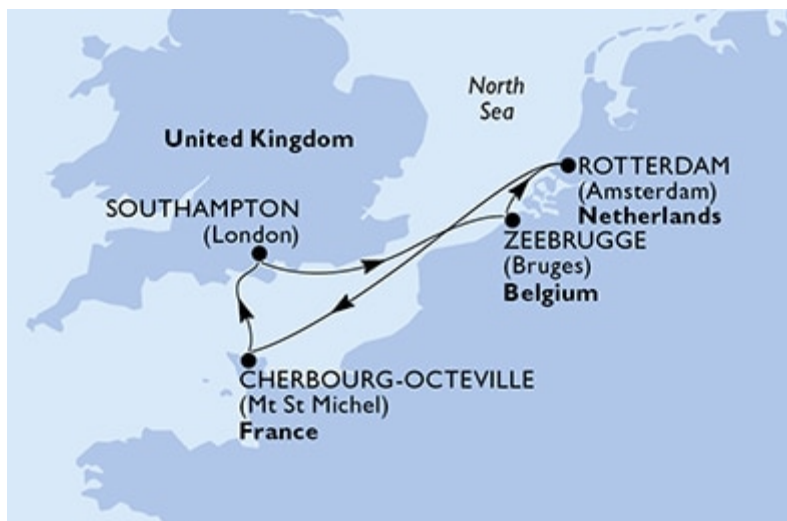 North
Sea
United Kingdom
ROTTERDAM
(Amsterdam)
Netherlands
SOUTHAMPTON
(London)
ZEEBRUGGE
(Bruges)
Belgium
CHERBOURG-OCTEVILLE
(Mt St Michel)
France